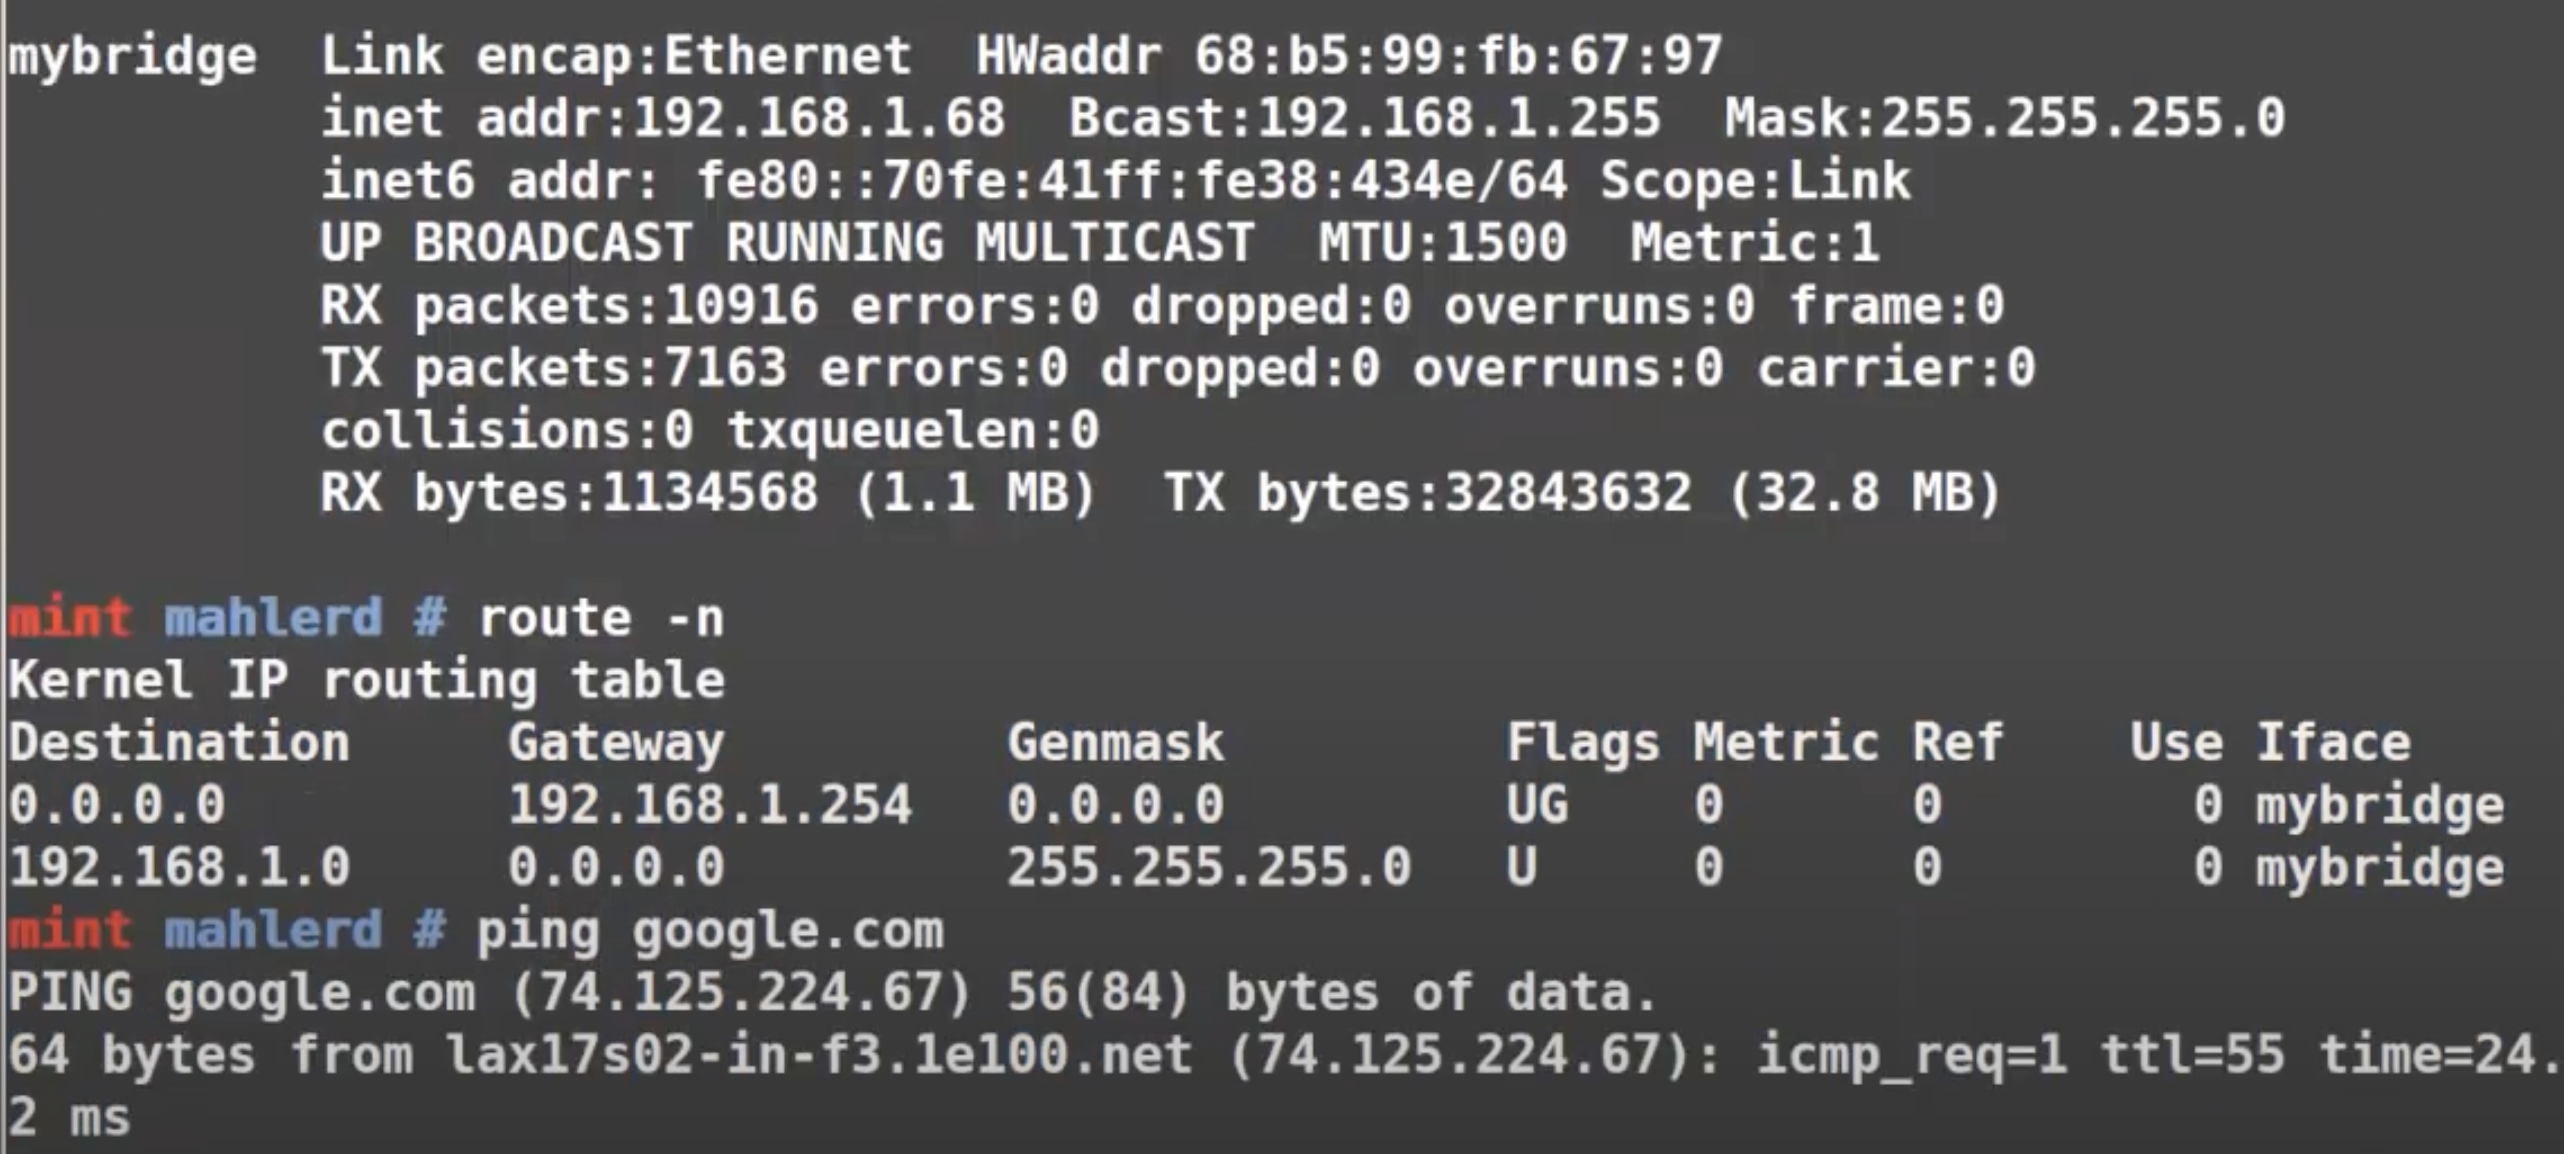 mybridge  Link encap:Ethernet  HWaddr 68:b5:99:fb:67:97
          inet addr:192.168.1.68  Bcast:192.168.1.255  Mask:255.255.255.0
          inet6 addr: fe80::70fe:41ff:fe38:434e/64 Scope:Link
          UP BROADCAST RUNNING MULTICAST  MTU:1500  Metric:1
          RX packets:10916 errors:0 dropped:0 overruns:0 frame:0
          TX packets:7163 errors:0 dropped:0 overruns:0 carrier:0
          collisions:0 txqueuelen:0
          RX bytes:1134568 (1.1 MB)  TX bytes:32843632 (32.8 MB)

mint mahlerd # route -n
Kernel IP routing table
Destination     Gateway         Genmask         Flags Metric Ref    Use Iface
0.0.0.0         192.168.1.254   0.0.0.0         UG    0      0        0 mybridge
192.168.1.0     0.0.0.0         255.255.255.0   U     0      0        0 mybridge
mint mahlerd # ping google.com
PING google.com (74.125.224.67) 56(84) bytes of data.
64 bytes from lax17s02-in-f3.1e100.net (74.125.224.67): icmp_req=1 ttl=55 time=24.
2 ms